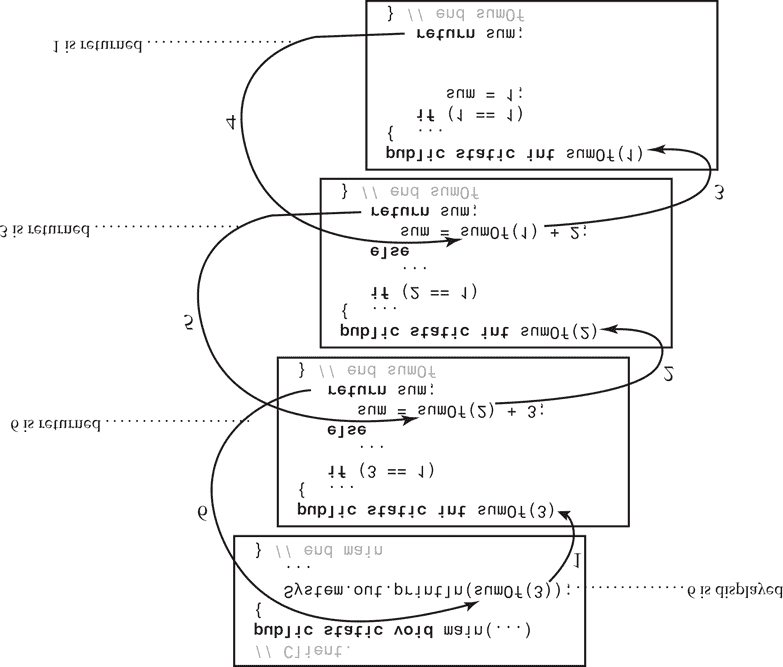 // Client.
public static void main(...)
{
System.out.println(sumOf(3));
6 is displayed
...
} // end main
1
6
public static int sumOf(3)
{ ...
if (3 == 1)
...
else
sum = sumOf(2) + 3;
return sum;
} // end sumOf
6 is returned
2
5
public static int sumOf(2)
{ ...
if (2 == 1)
...
else
sum = sumOf(1) + 2;
return sum;
} // end sumOf
3 is returned
3
4
public static int sumOf(1)
{ ...
if (1 == 1)
sum = 1;
return sum;
} // end sumOf
1 is returned